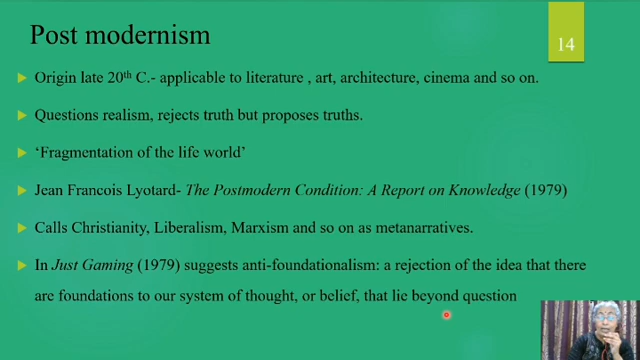 Post modernism
14
Origin late 20th C.- applicable to literature , art, architecture, cinema and so on.
Questions realism, rejects truth but proposes truths.
‘Fragmentation of the life world’
Jean Francois Lyotard- The Postmodern Condition: A Report on Knowledge (1979)
Calls Christianity, Liberalism, Marxism and so on as metanarratives.
In Just Gaming (1979) suggests anti-foundationalism: a rejection of the idea that there
are foundations to our system of thought, or belief, that lie beyond question